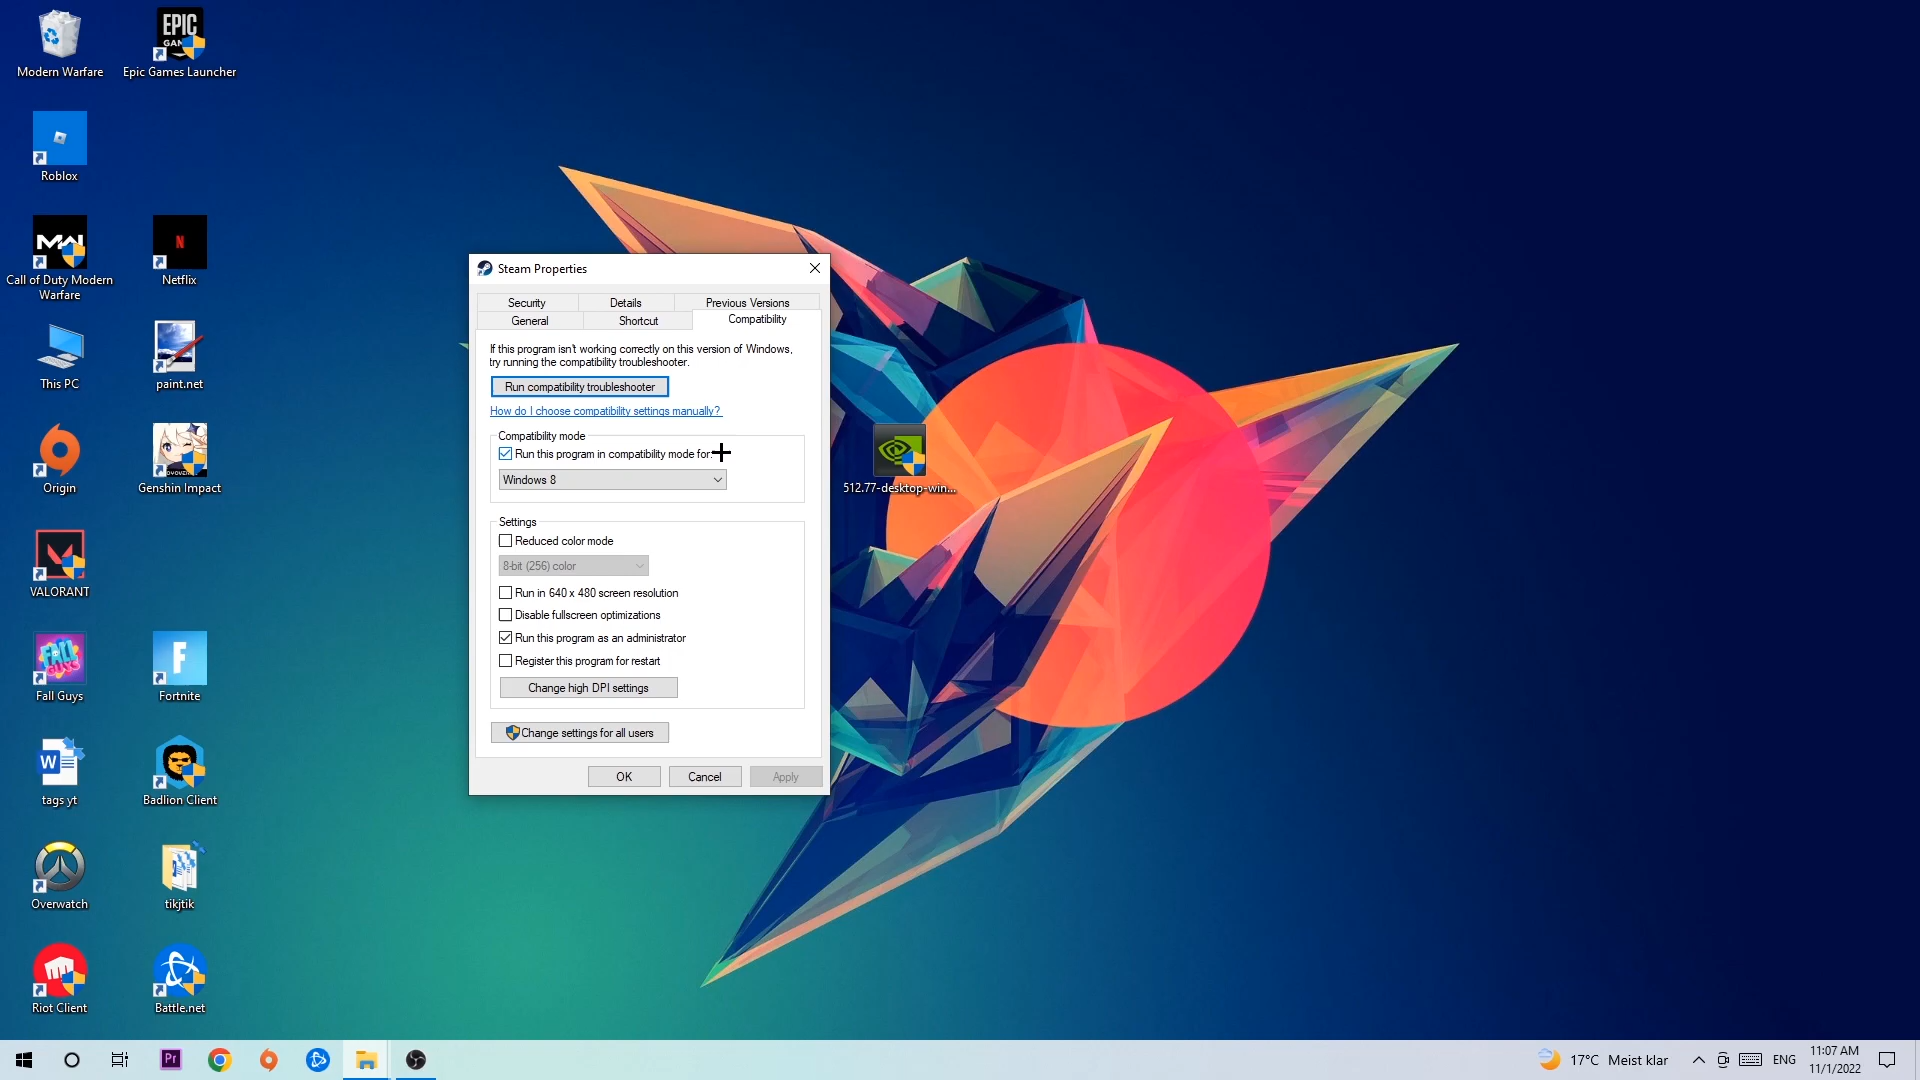 Modern Warfare
EPIC
GAMES
Epic Games Launcher
Roblox
MW
Call of Duty Modern
Warfare
N
Netflix
This PC
paint.net
Origin
Genshin Impact
VALORANT
Fall Guys
F
Fortnite
W
tags yt
Badlion Client
Overwatch
tikjtik
Riot Client
Battle.net
Steam Properties
Security
Details
Previous Versions
General
Shortcut
Compatibility
If this program isn't working correctly on this version of Windows,
try running the compatibility troubleshooter.
Run compatibility troubleshooter
How do I choose compatibility settings manually?
Compatibility mode
Run this program in compatibility mode for:
Windows 8
Settings
Reduced color mode
8-bit (256) color
Run in 640 x 480 screen resolution
Disable fullscreen optimizations
Run this program as an administrator
Register this program for restart
Change high DPI settings
Change settings for all users
OK
Cancel
Apply
512.77-desktop-win...
Pr
17°C Meist klar
ENG
11:07 AM
11/1/2022